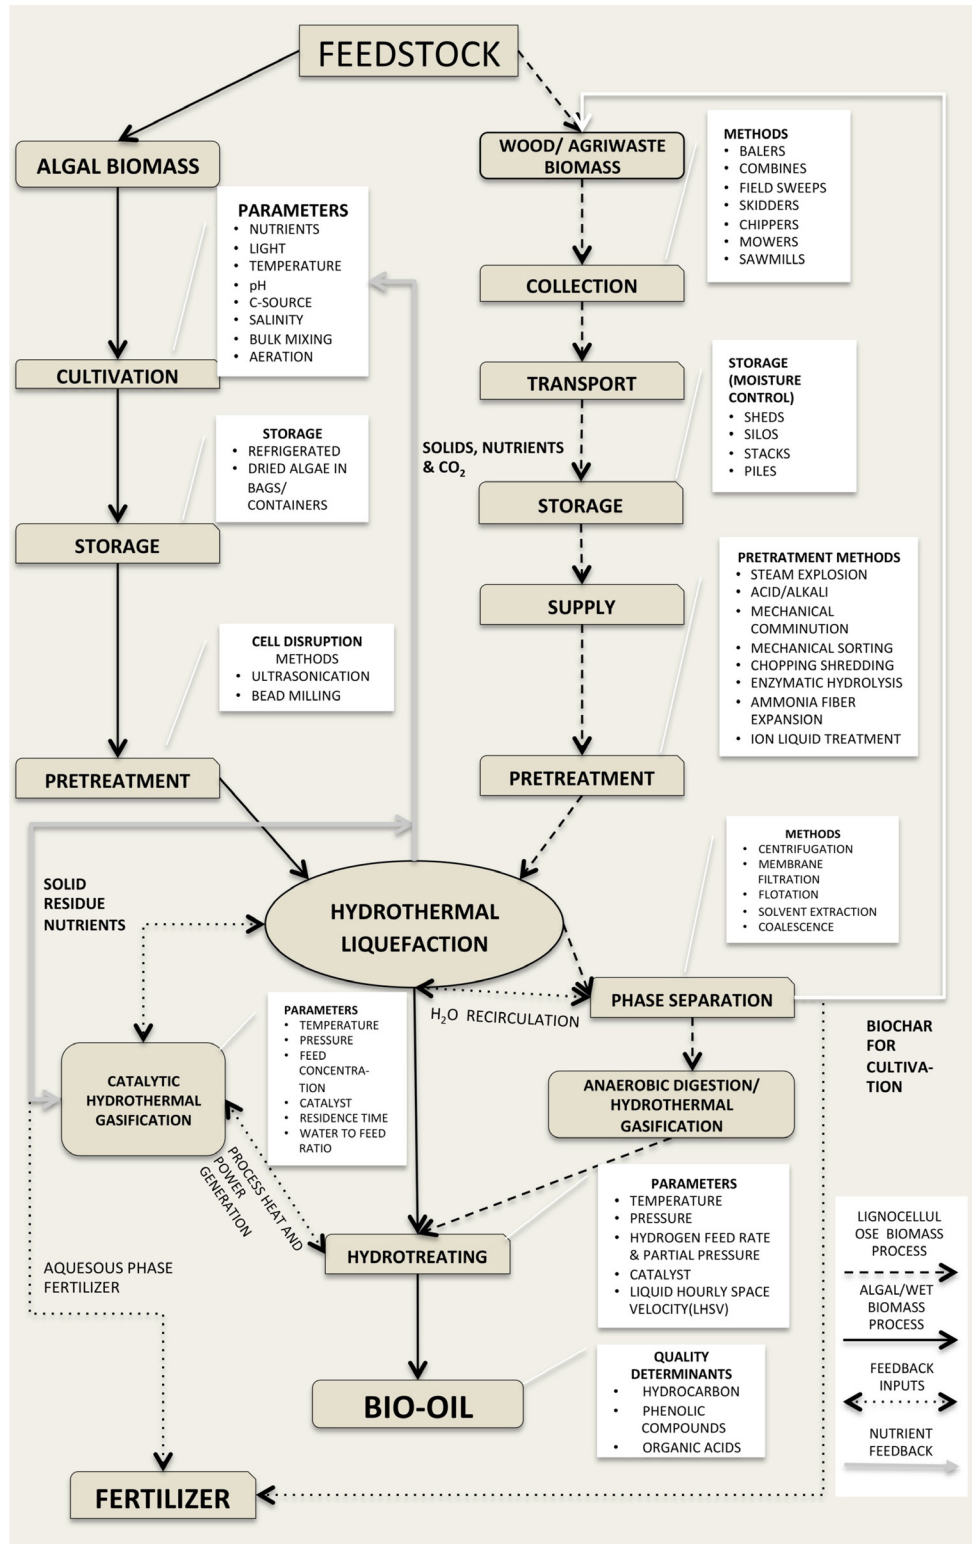 FEEDSTOCK
ALGAL BIOMASS
WOOD/ AGRIWASTE
BIOMASS
METHODS
• BALERS
• COMBINES
• FIELD SWEEPS
• SKIDDERS
• CHIPPERS
• MOWERS
• SAWMILLS
PARAMETERS
• NUTRIENTS
• LIGHT
• TEMPERATURE
• pH
• C-SOURCE
• SALINITY
• BULK MIXING
• AERATION
COLLECTION
CULTIVATION
TRANSPORT
STORAGE
(MOISTURE
CONTROL)
• SHEDS
• SILOS
• STACKS
• PILES
STORAGE
• REFRIGERATED
• DRIED ALGAE IN
BAGS/
CONTAINERS
SOLIDS, NUTRIENTS
& CO2
STORAGE
STORAGE
SUPPLY
PRETRATMENT METHODS
• STEAM EXPLOSION
• ACID/ALKALI
• MECHANICAL
COMMINUTION
• MECHANICAL SORTING
• CHOPPING SHREDDING
• ENZYMATIC HYDROLYSIS
• AMMONIA FIBER
EXPANSION
• ION LIQUID TREATMENT
CELL DISRUPTION
METHODS
• ULTRASONICATION
• BEAD MILLING
PRETREATMENT
PRETREATMENT
METHODS
• CENTRIFUGATION
• MEMBRANE
FILTRATION
• FLOTATION
• SOLVENT EXTRACTION
• COALESCENCE
SOLID
RESIDUE
NUTRIENTS
HYDROTHERMAL
LIQUEFACTION
PHASE SEPARATION
H2O RECIRCULATION
BIOCHAR
FOR
CULTIVA-
TION
PARAMETERS
• TEMPERATURE
• PRESSURE
• FEED
CONCENTRA-
TION
• CATALYST
• RESIDENCE TIME
• WATER TO FEED
RATIO
CATALYTIC
HYDROTHERMAL
GASIFICATION
ANAEROBIC DIGESTION/
HYDROTHERMAL
GASIFICATION
PROCESS HEAT AND
POWER
GENERATION
PARAMETERS
• TEMPERATURE
• PRESSURE
• HYDROGEN FEED RATE
& PARTIAL PRESSURE
• CATALYST
• LIQUID HOURLY SPACE
VELOCITY(LHSV)
HYDROTREATING
AQUESOUS PHASE
FERTILIZER
LIGNOCELLUL
OSE BIOMASS
PROCESS
ALGAL/WET
BIOMASS
PROCESS
FEEDBACK
INPUTS
NUTRIENT
FEEDBACK
QUALITY
DETERMINANTS
• HYDROCARBON
• PHENOLIC
COMPOUNDS
• ORGANIC ACIDS
BIO-OIL
FERTILIZER